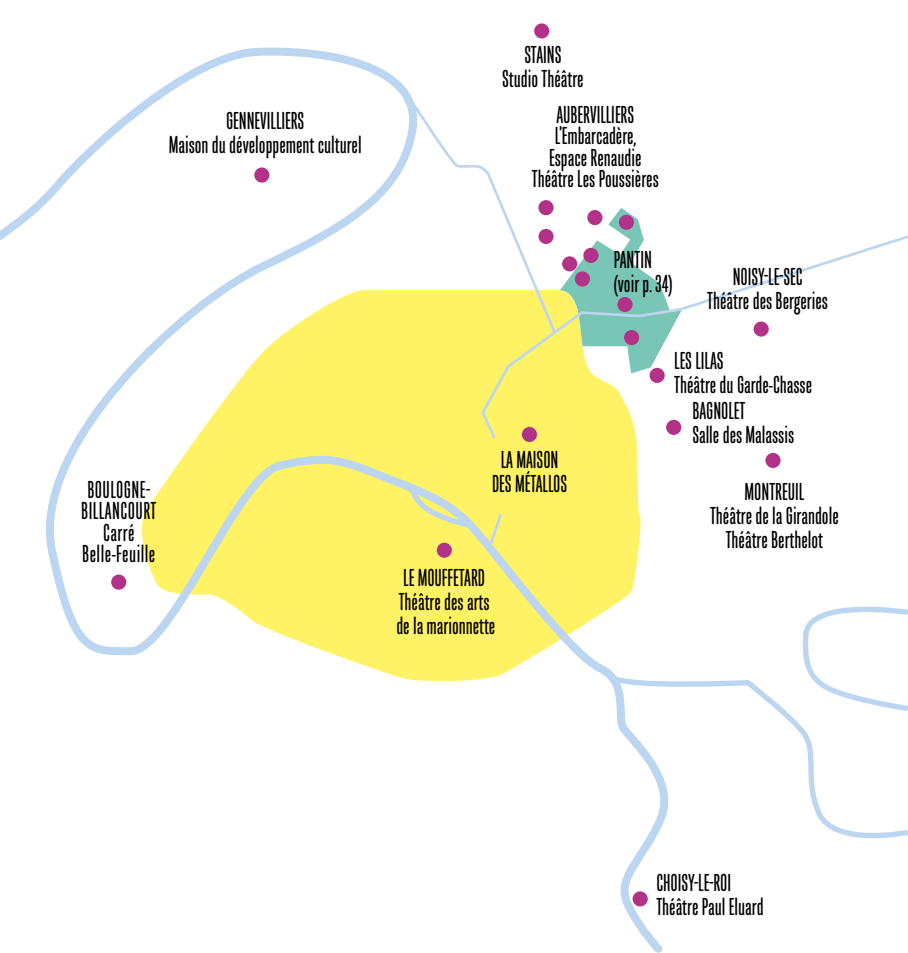 STAINS
Studio Théâtre
GENNEVILLIERS
Maison du développement culturel
AUBERVILLIERS
L'Embarcadère,
Espace Renaudie
Théâtre Les Poussières
PANTIN
(voir p. 34)
NOISY-LE-SEC
Théâtre des Bergeries
LES LILAS
Théâtre du Garde-Chasse
BAGNOLET
Salle des Malassis
LA MAISON
DES MÉTALLOS
MONTREUIL
Théâtre de la Girandole
Théâtre Berthelot
BOULOGNE-
BILLANCOURT
Carré
Belle-Feuille
LE MOUFFETARD
Théâtre des arts
de la marionnette
CHOISY-LE-ROI
Théâtre Paul Eluard